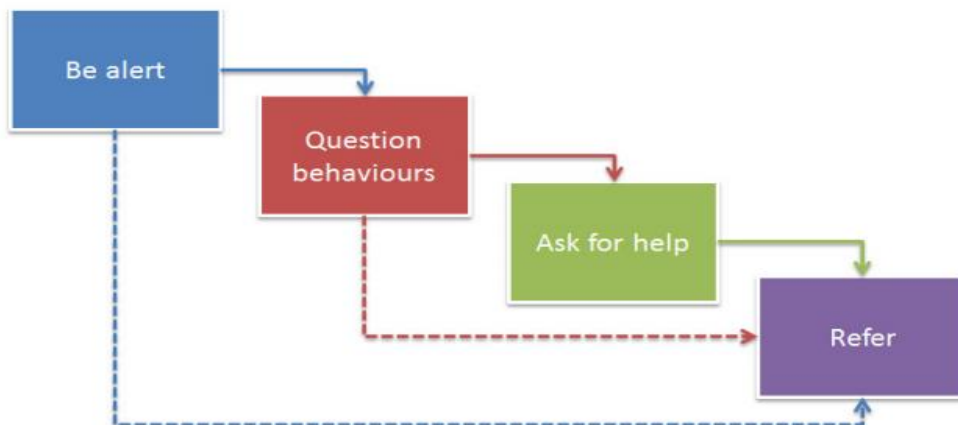 Be alert
Question
behaviours
Ask for help
Refer